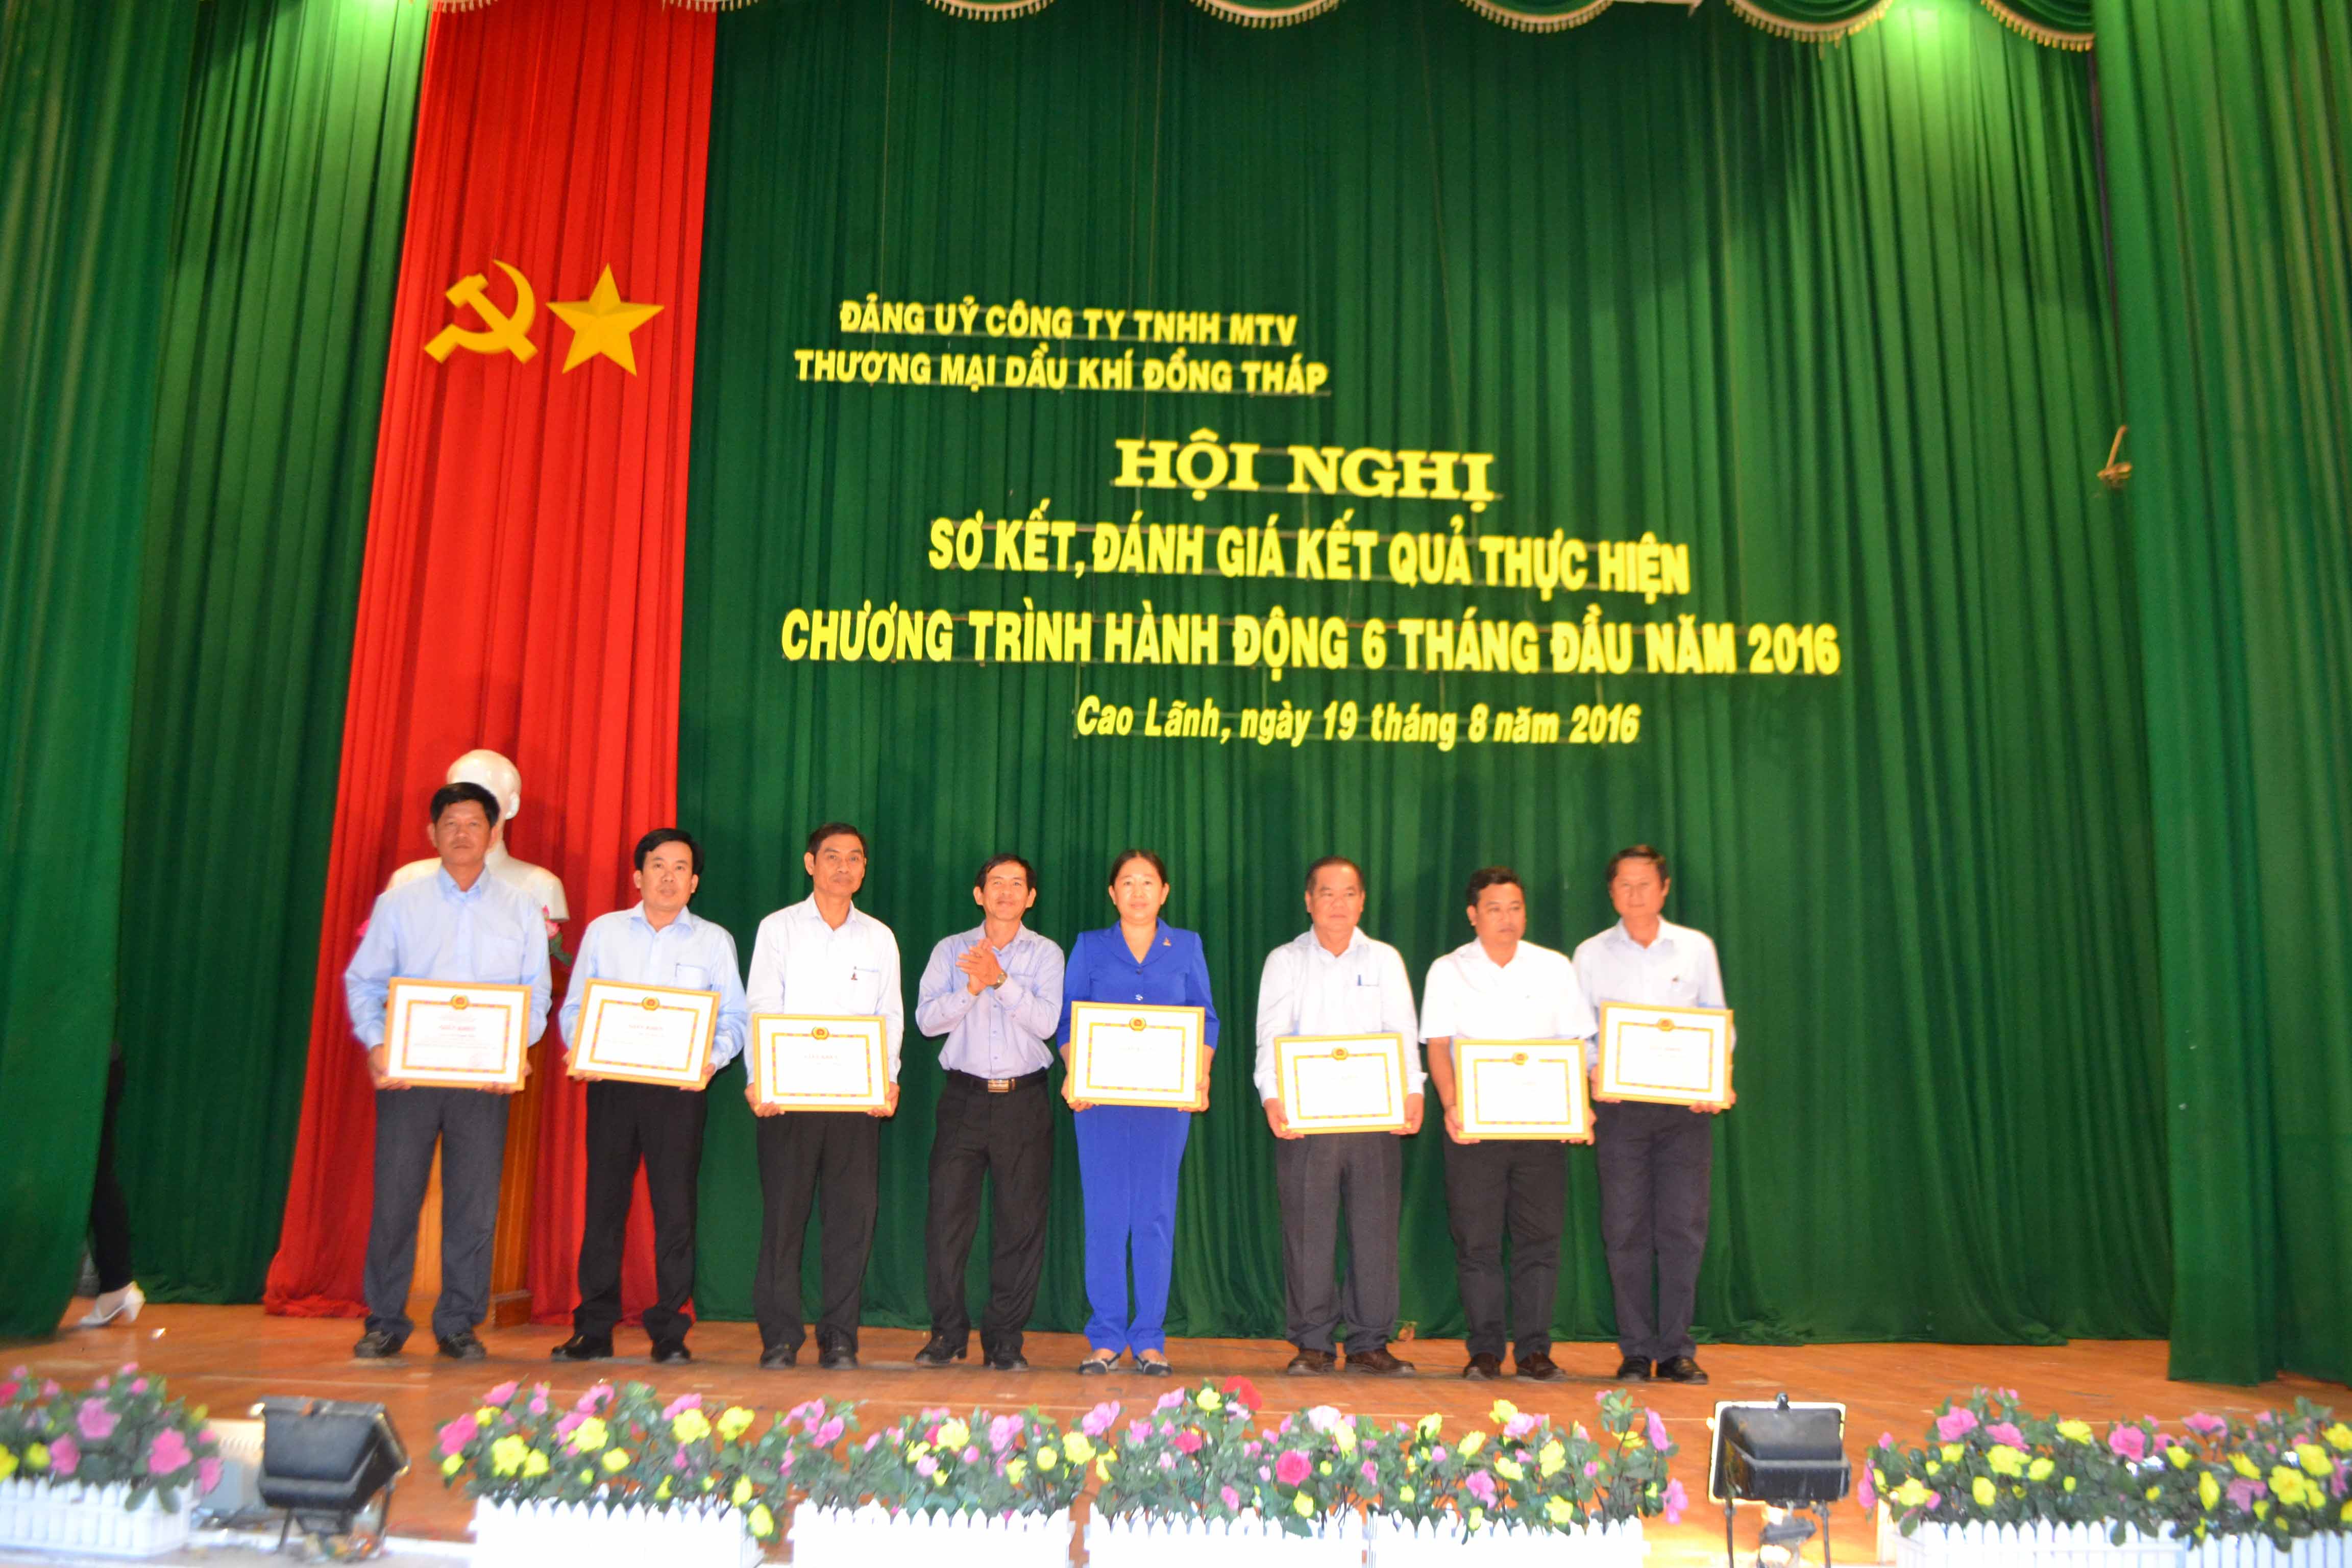 ĐẢNG UỶ CÔNG TY TNHH MTV
THƯƠNG MẠI DẦU KHÍ ĐỒNG THÁP
HỘI NGHỊ
SƠ KẾT, ĐÁNH GIÁ KẾT QUẢ THỰC HIỆN
CHƯƠNG TRÌNH HÀNH ĐỘNG 6 THÁNG ĐẦU NĂM 2016
Cao Lãnh, ngày 19 tháng 8 năm 2016